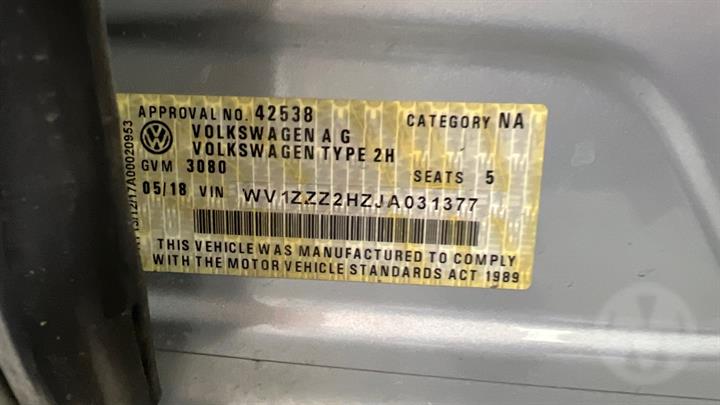 APPROVAL NO. 42538 CATEGORY NA
VOLKSWAGEN A G
VOLKSWAGEN TYPE 2H
GVM 3080 SEATS 5
05/18 VIN WV1ZZZ2HZJA031377
THIS VEHICLE WAS MANUFACTURED TO COMPLY
WITH THE MOTOR VEHICLE STANDARDS ACT 1989